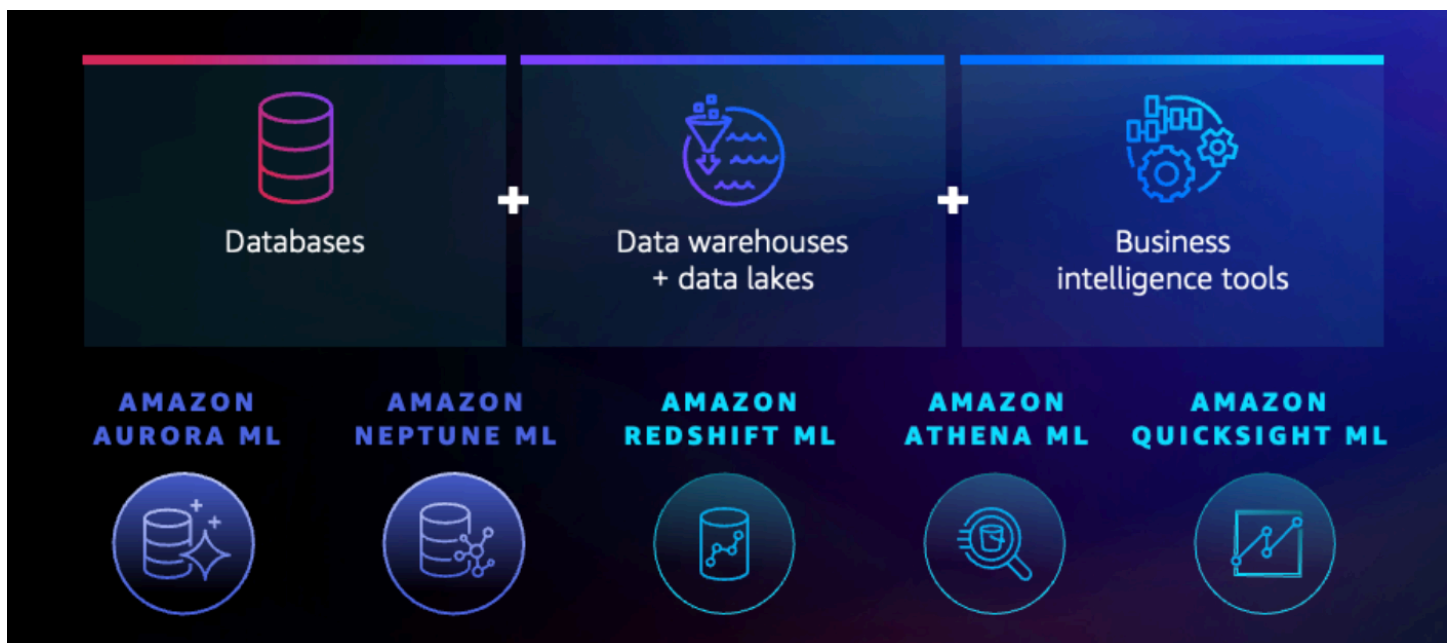 Databases
Data warehouses
+ data lakes
Business
intelligence tools
AMAZON
AURORA ML
AMAZON
NEPTUNE ML
AMAZON
REDSHIFT ML
AMAZON
ATHENA ML
AMAZON
QUICKSIGHT ML